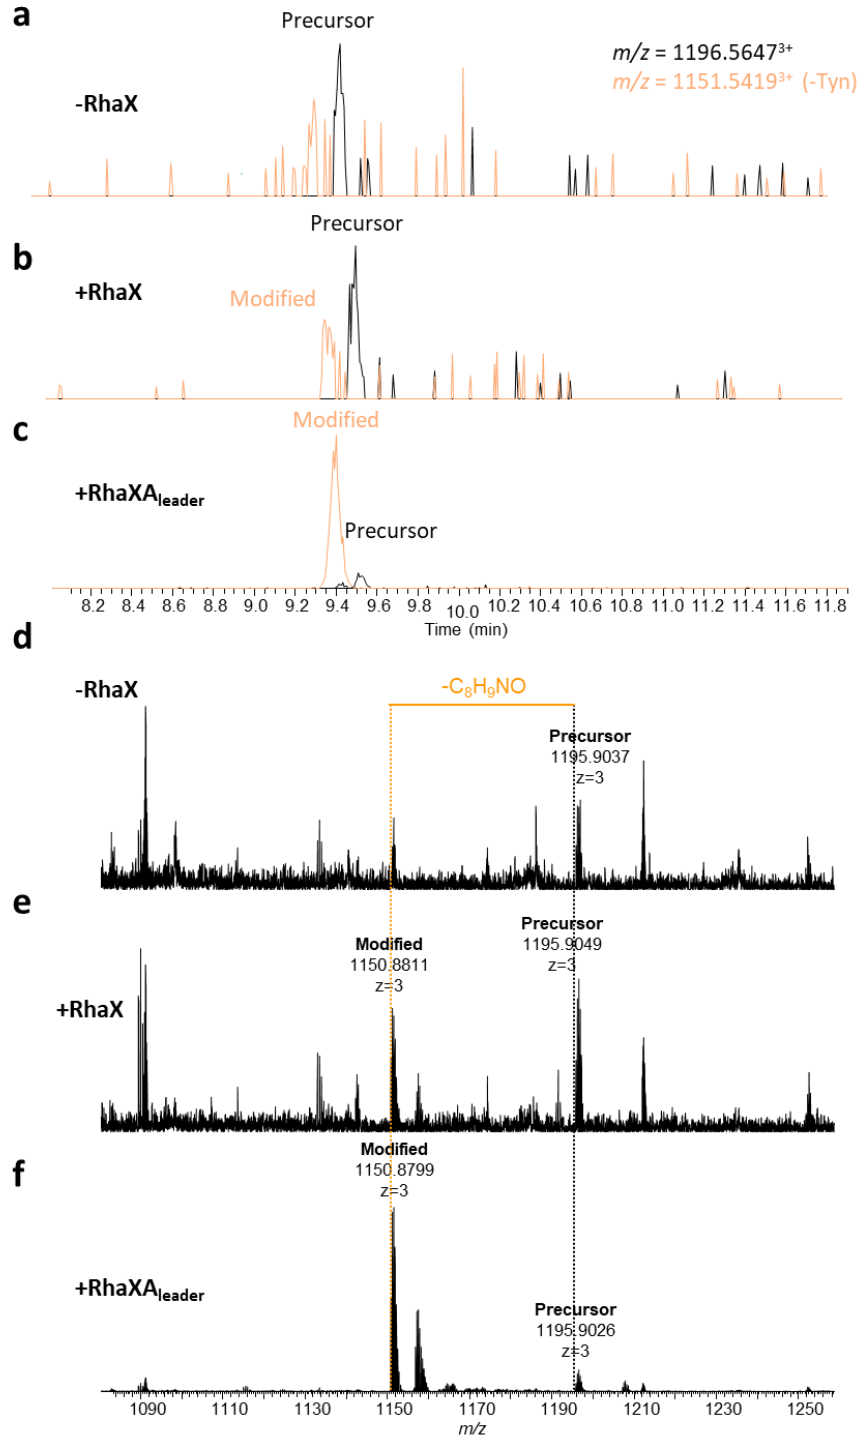 a
Precursor
-RhaX
m/z = 1196.5647³⁺
m/z = 1151.5419³⁺ (-Tyn)
b
Precursor
+RhaX
Modified
c
Modified
+RhaXAleader
Precursor
8.2 8.4 8.6 8.8 9.0 9.2 9.4 9.6 9.8 10.0 10.2 10.4 10.6 10.8 11.0 11.2 11.4 11.6 11.8
Time (min)
d
-RhaX
-C₈H₉NO
Precursor
1195.9037
z=3
e
+RhaX
Modified
1150.8811
z=3
Precursor
1195.9049
z=3
f
+RhaXAleader
Modified
1150.8799
z=3
Precursor
1195.9026
z=3
1090 1110 1130 1150 1170 1190 1210 1230 1250
m/z